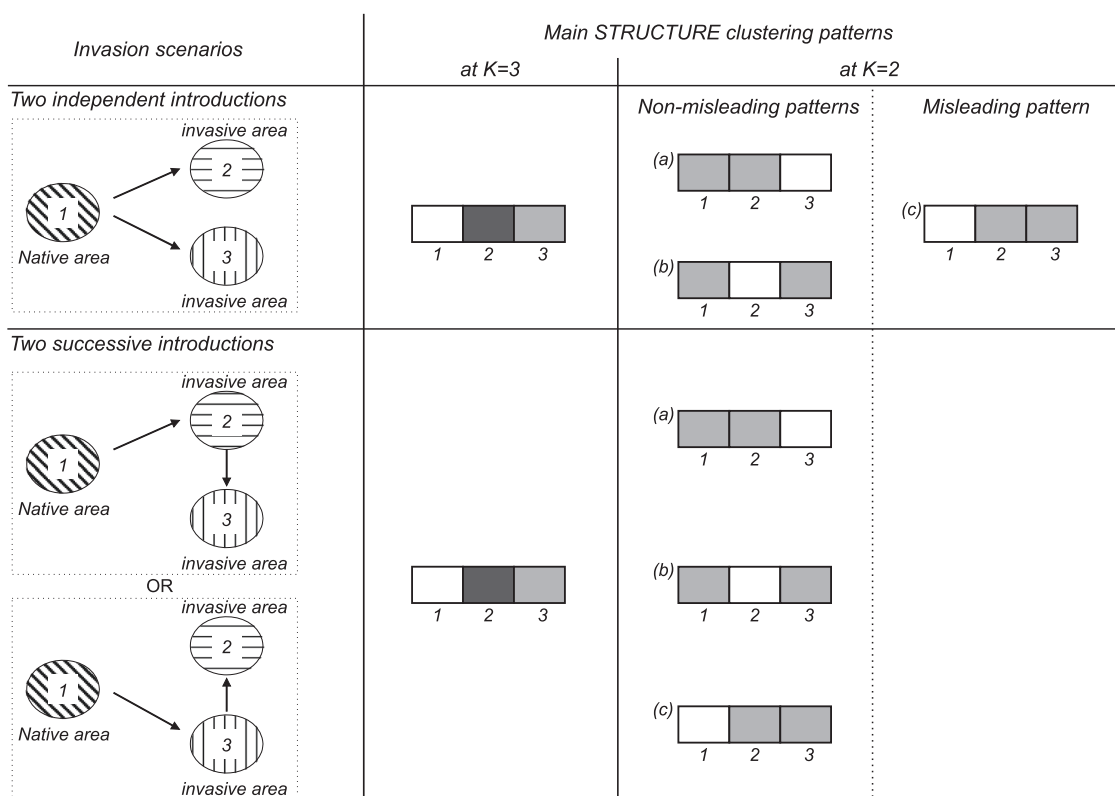 Invasion scenarios
Main STRUCTURE clustering patterns
at K=3
at K=2
Two independent introductions
Non-misleading patterns
Misleading pattern
invasive area
2
1
Native area
3
invasive area
1 2 3
(a)
1 2 3
(b)
1 2 3
(c)
1 2 3
Two successive introductions
invasive area
2
1
Native area
3
invasive area
OR
invasive area
2
1
Native area
3
invasive area
1 2 3
(a)
1 2 3
(b)
1 2 3
(c)
1 2 3